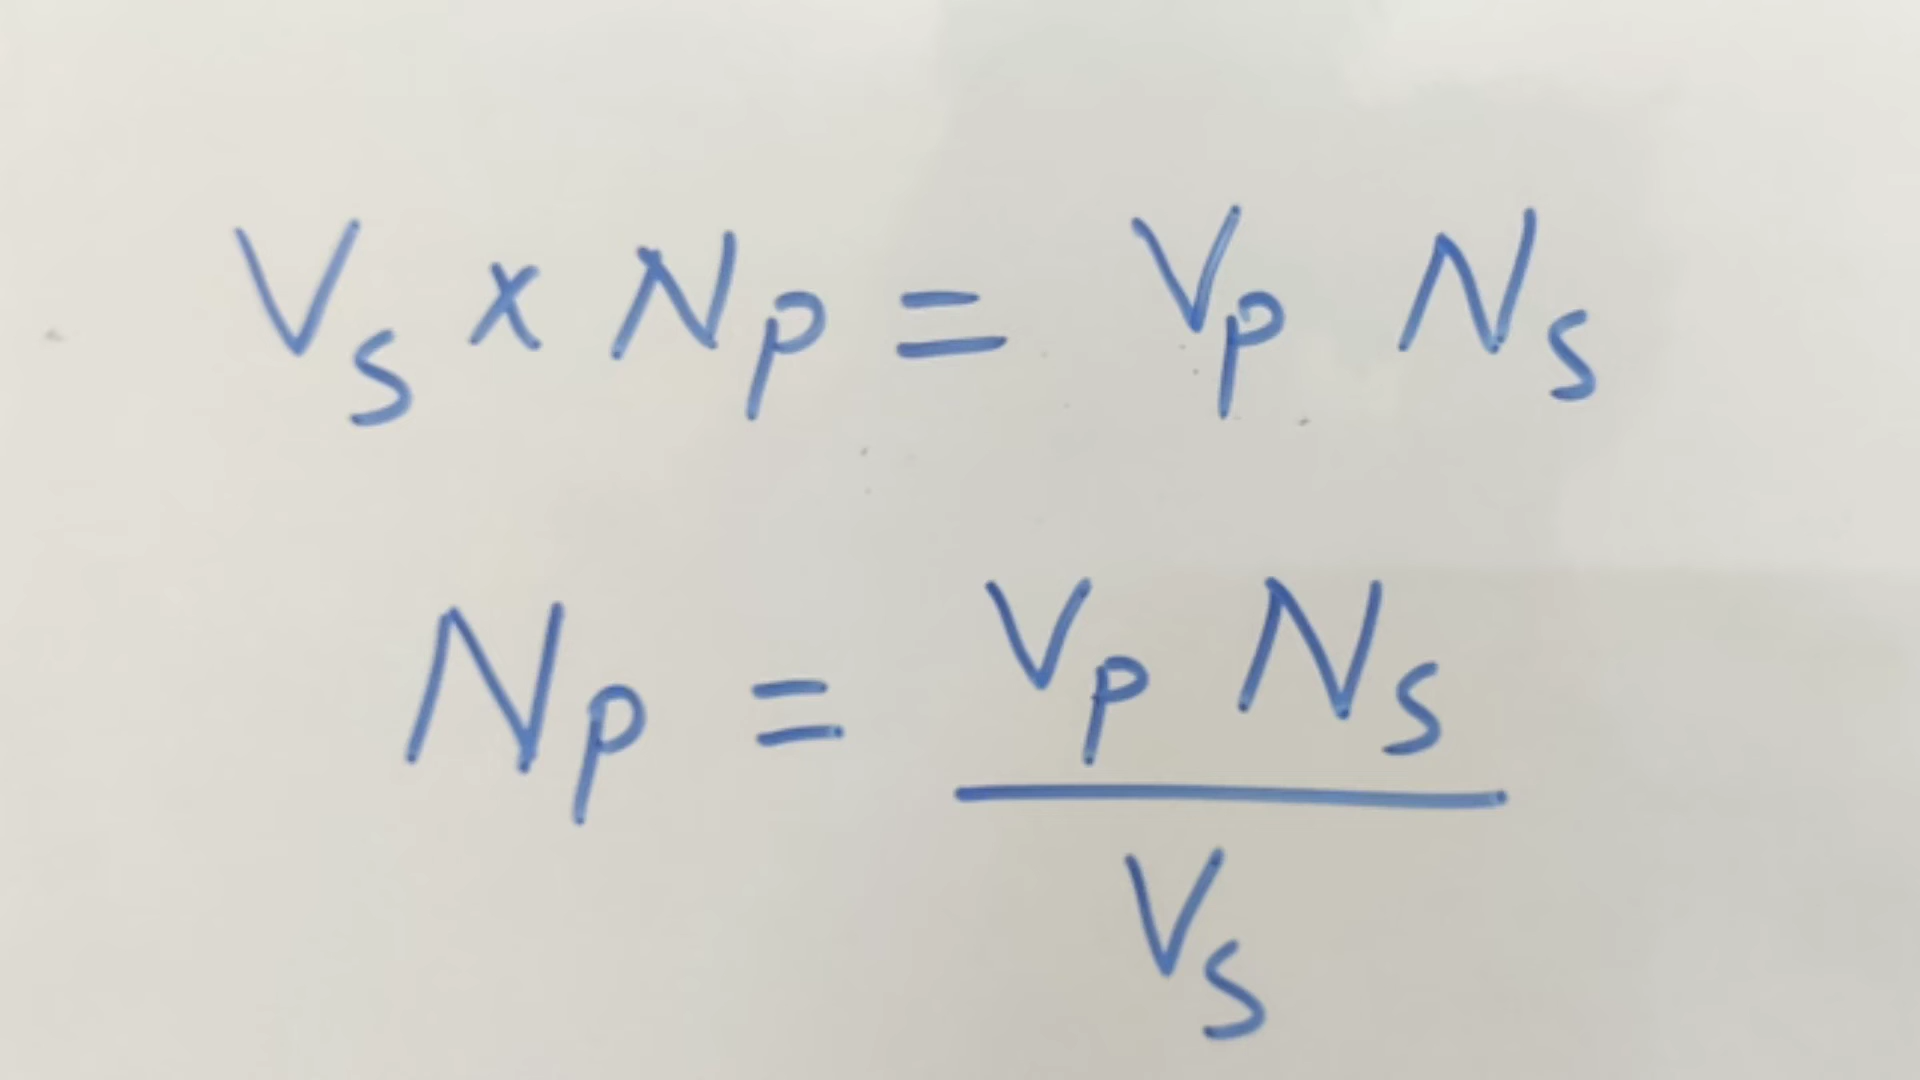 Vs x Np = Vp Ns
Np = Vp Ns
Vs